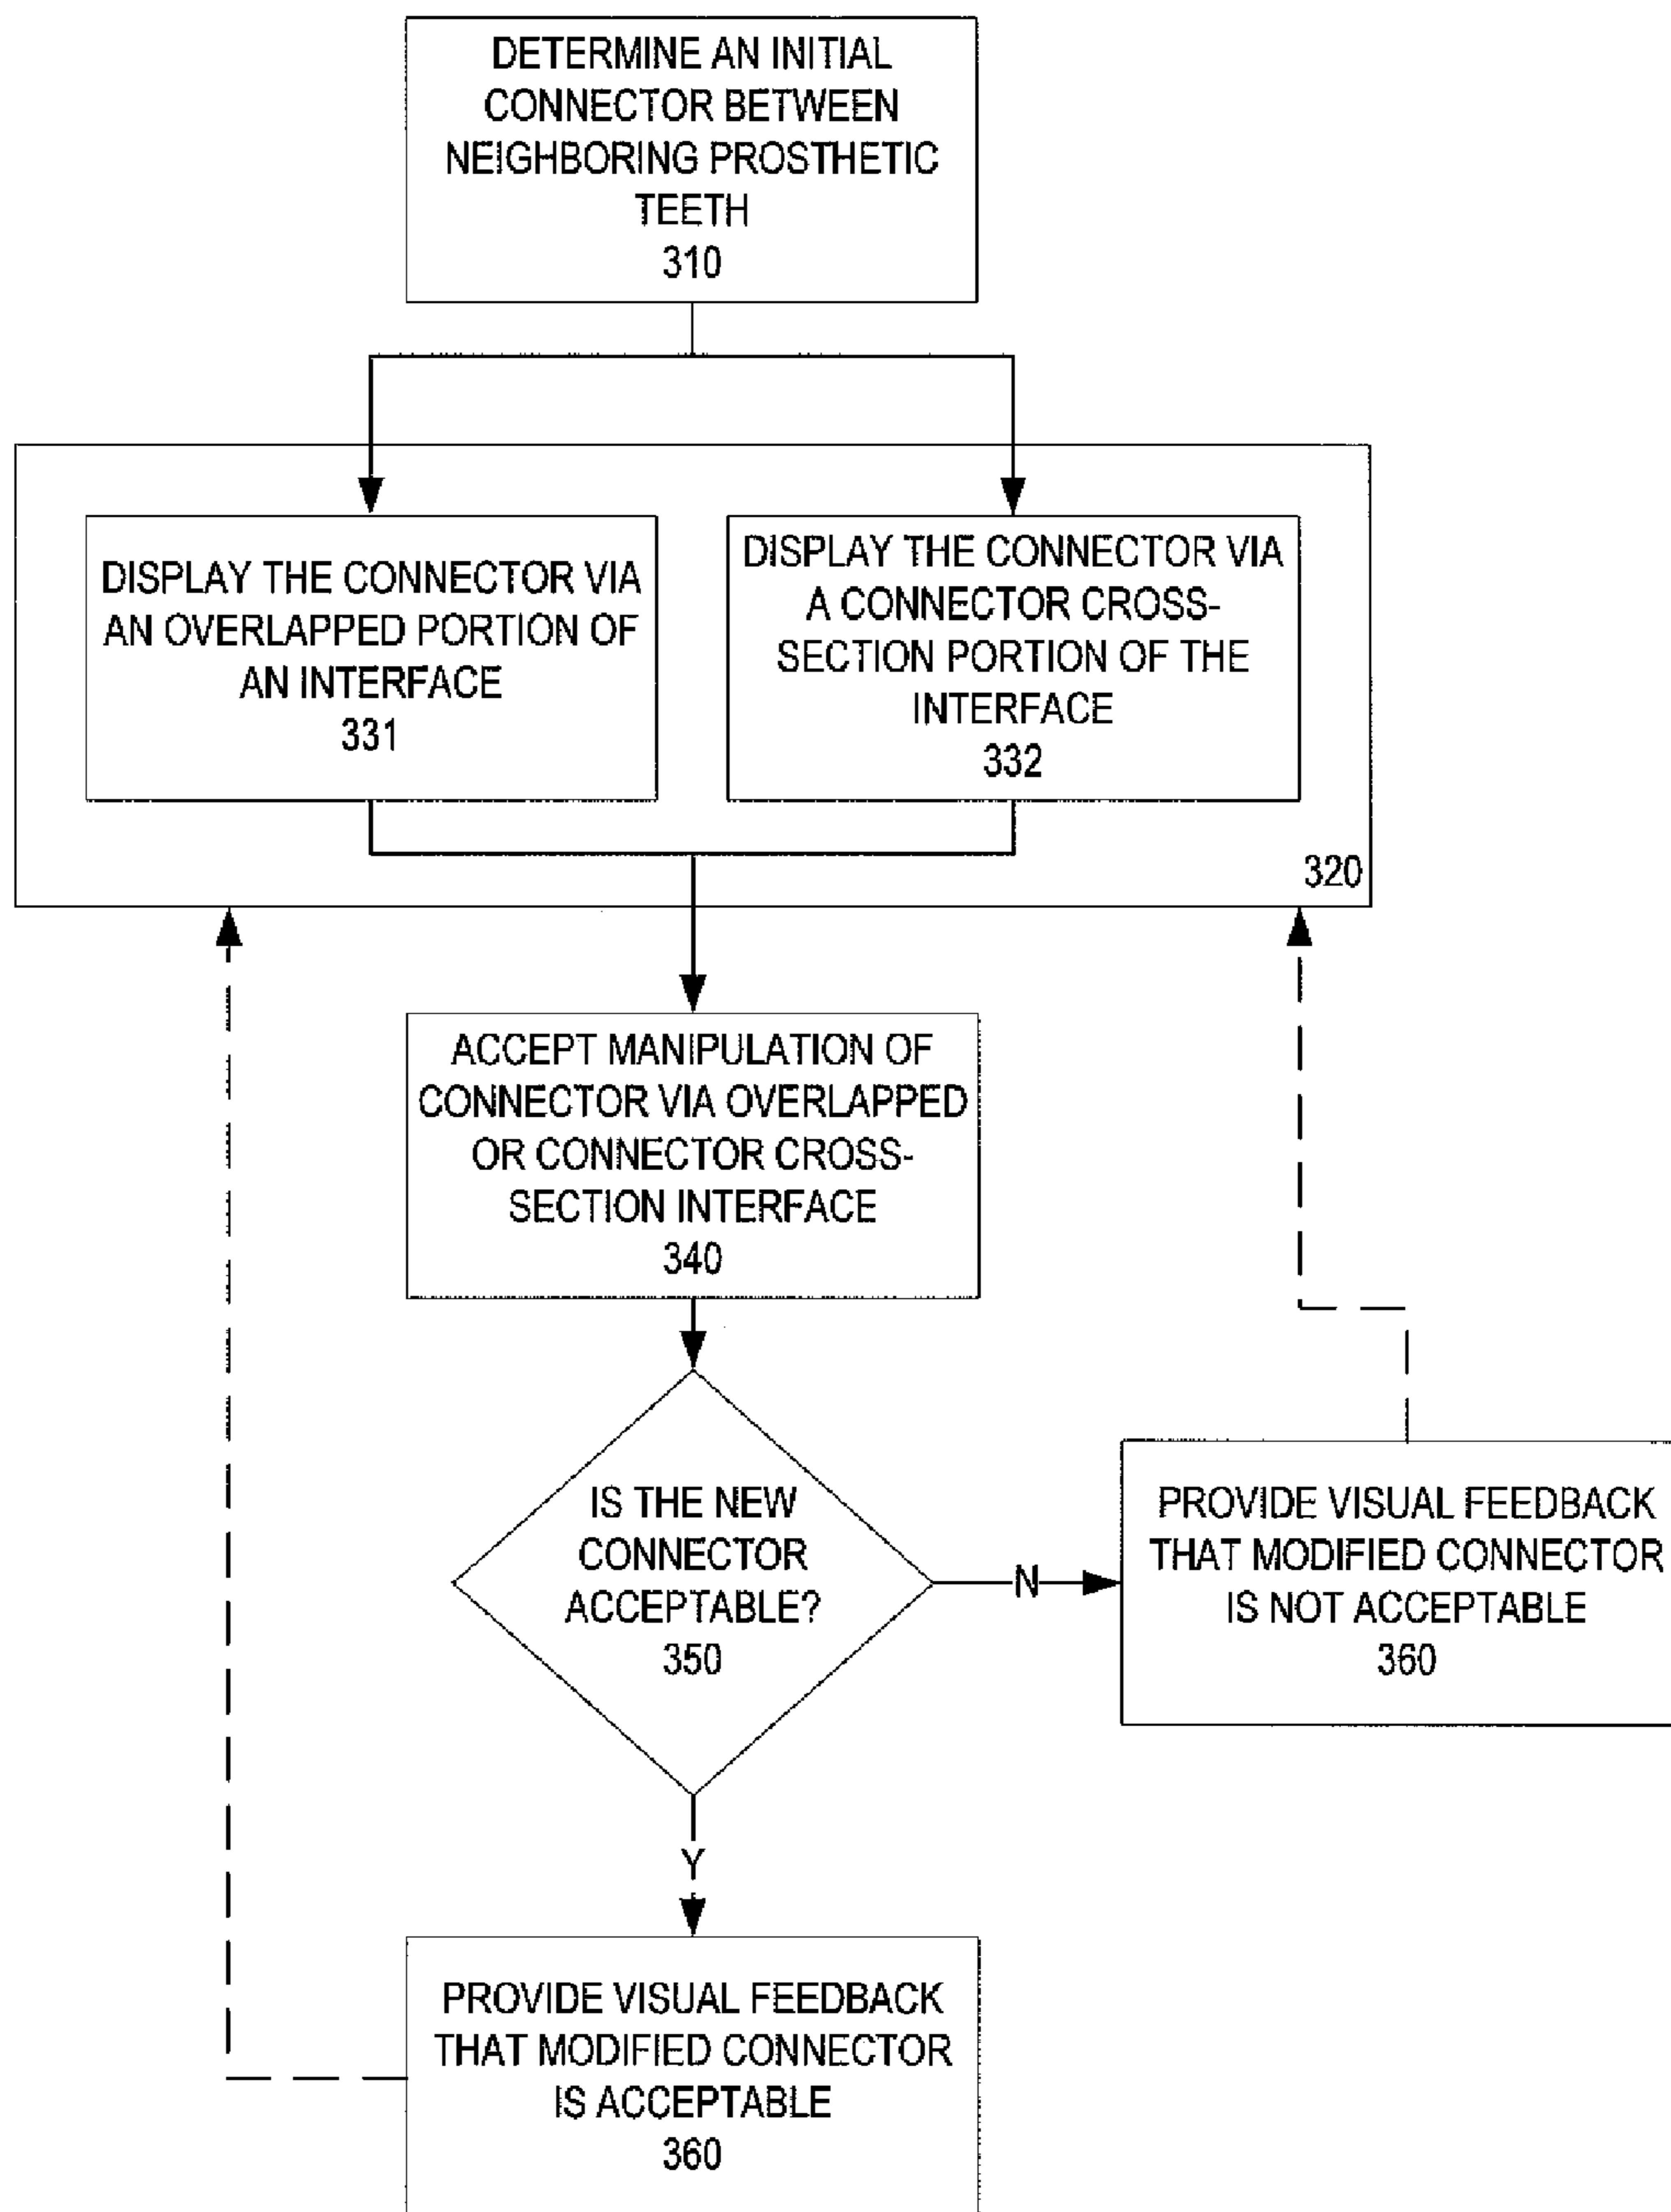 DETERMINE AN INITIAL
CONNECTOR BETWEEN
NEIGHBORING PROSTHETIC
TEETH
310
DISPLAY THE CONNECTOR VIA
AN OVERLAPPED PORTION OF
AN INTERFACE
331
DISPLAY THE CONNECTOR VIA
A CONNECTOR CROSS-
SECTION PORTION OF THE
INTERFACE
332
320
ACCEPT MANIPULATION OF
CONNECTOR VIA OVERLAPPED
OR CONNECTOR CROSS-
SECTION INTERFACE
340
IS THE NEW
CONNECTOR
ACCEPTABLE?
350
N
PROVIDE VISUAL FEEDBACK
THAT MODIFIED CONNECTOR
IS NOT ACCEPTABLE
360
Y
PROVIDE VISUAL FEEDBACK
THAT MODIFIED CONNECTOR
IS ACCEPTABLE
360